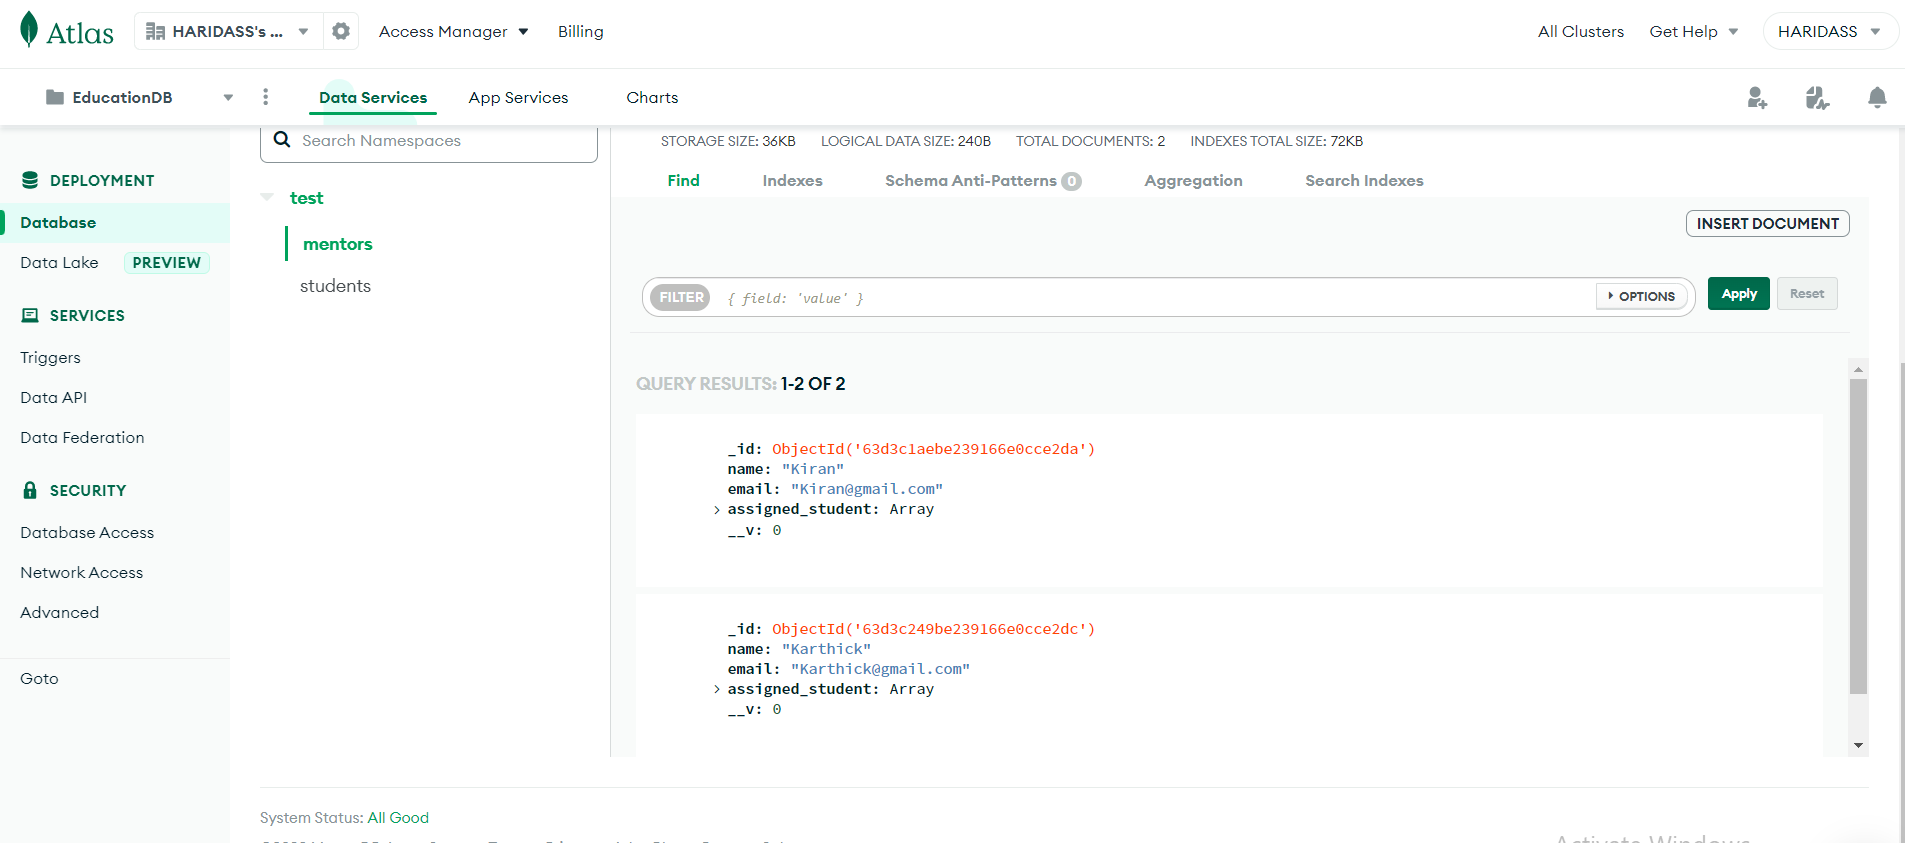 Atlas HARIDASS's ... Access Manager Billing All Clusters Get Help HARIDASS
EducationDB Data Services App Services Charts
DEPLOYMENT
Database
Data Lake PREVIEW
SERVICES
Triggers
Data API
Data Federation
SECURITY
Database Access
Network Access
Advanced
Goto
Search Namespaces
test
mentors
students
STORAGE SIZE: 36KB LOGICAL DATA SIZE: 240B TOTAL DOCUMENTS: 2 INDEXES TOTAL SIZE: 72KB
Find Indexes Schema Anti-Patterns 0 Aggregation Search Indexes
INSERT DOCUMENT
FILTER { field: 'value' } OPTIONS Apply Reset
QUERY RESULTS: 1-2 OF 2
_id: ObjectId('63d3c1aebe239166e0cce2da')
name: "Kiran"
email: "Kiran@gmail.com"
assigned_student: Array
__v: 0
_id: ObjectId('63d3c249be239166e0cce2dc')
name: "Karthick"
email: "Karthick@gmail.com"
assigned_student: Array
__v: 0
System Status: All Good
Activate Windows